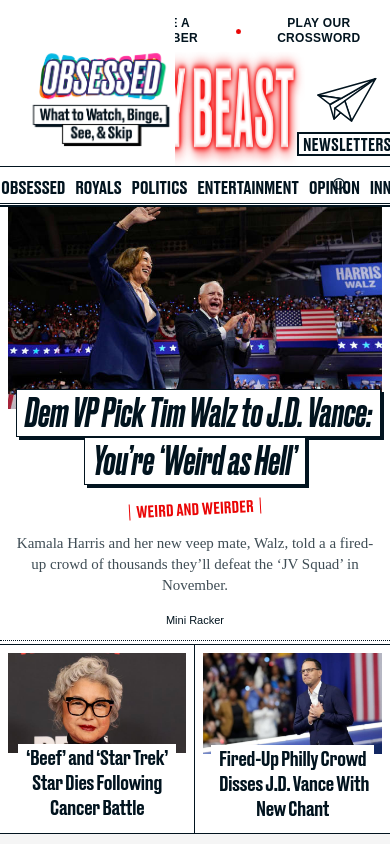 PLAY OUR
CROSSWORD
OBSESSED
What to Watch, Binge,
See, & Skip
BEAST
NEWSLETTERS
OBSESSED ROYALS POLITICS ENTERTAINMENT OPINION INN
HARRIS
WALZ
Dem VP Pick Tim Walz to J.D. Vance:
You're ‘Weird as Hell’
WEIRD AND WEIRDER
Kamala Harris and her new veep mate, Walz, told a a fired-
up crowd of thousands they’ll defeat the ‘JV Squad’ in
November.
Mini Racker
‘Beef’ and ‘Star Trek’
Star Dies Following
Cancer Battle
Fired-Up Philly Crowd
Disses J.D. Vance With
New Chant